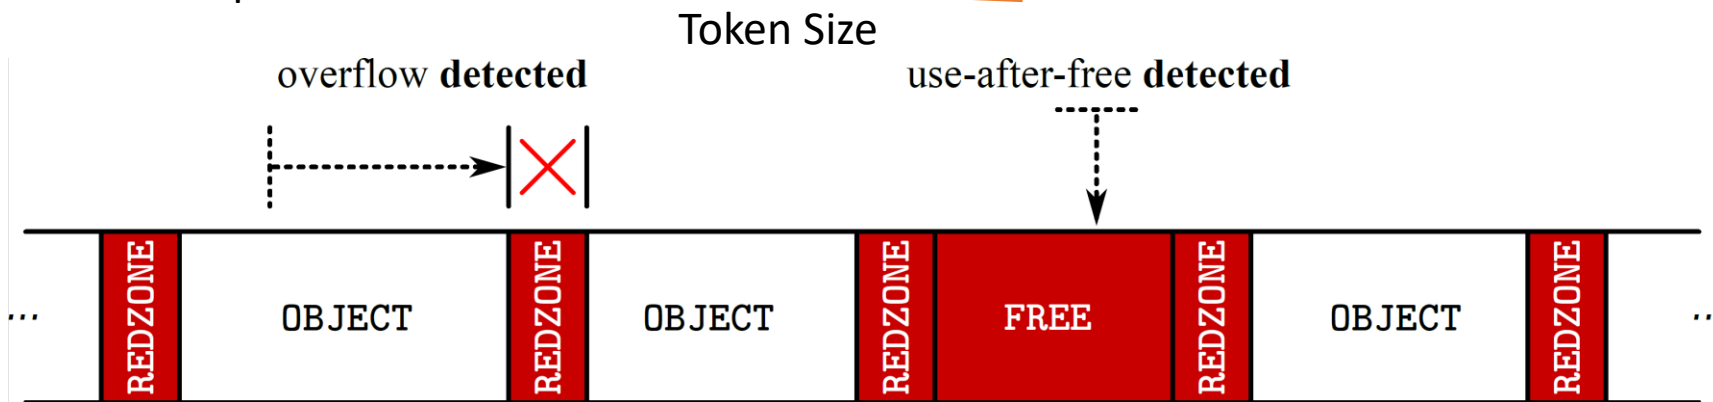 Token Size
overflow detected
use-after-free detected
... REDZONE OBJECT REDZONE OBJECT REDZONE FREE REDZONE OBJECT REDZONE ..